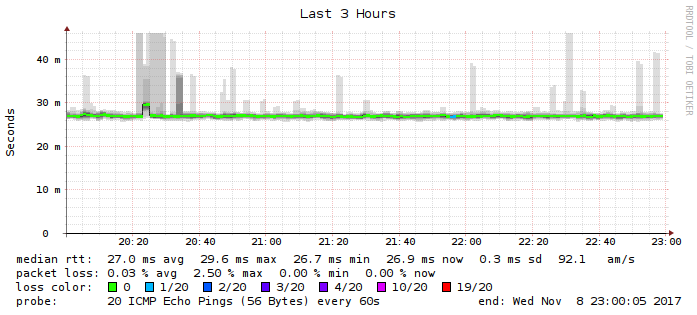 Last 3 Hours
RRDTOOL / TOBI OETIKER
Seconds
40 m
30 m
20 m
10 m
0
20:20 20:40 21:00 21:20 21:40 22:00 22:20 22:40 23:00
median rtt: 27.0 ms avg 29.6 ms max 26.7 ms min 26.9 ms now 0.3 ms sd 92.1 am/s
packet loss: 0.03 % avg 2.50 % max 0.00 % min 0.00 % now
loss color: 0 1/20 2/20 3/20 4/20 10/20 19/20
probe: 20 ICMP Echo Pings (56 Bytes) every 60s end: Wed Nov 8 23:00:05 2017